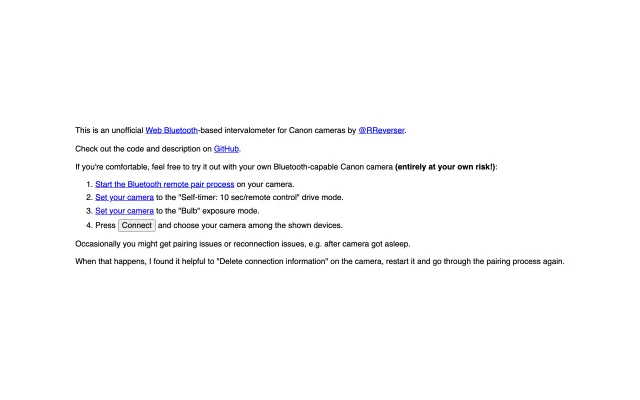 This is an unofficial Web Bluetooth-based intervalometer for Canon cameras by @RReverser.
Check out the code and description on GitHub.
If you're comfortable, feel free to try it out with your own Bluetooth-capable Canon camera (entirely at your own risk!):
1. Start the Bluetooth remote pair process on your camera.
2. Set your camera to the "Self-timer: 10 sec/remote control" drive mode.
3. Set your camera to the "Bulb" exposure mode.
4. Press Connect and choose your camera among the shown devices.
Occasionally you might get pairing issues or reconnection issues, e.g. after camera got asleep.
When that happens, I found it helpful to "Delete connection information" on the camera, restart it and go through the pairing process again.